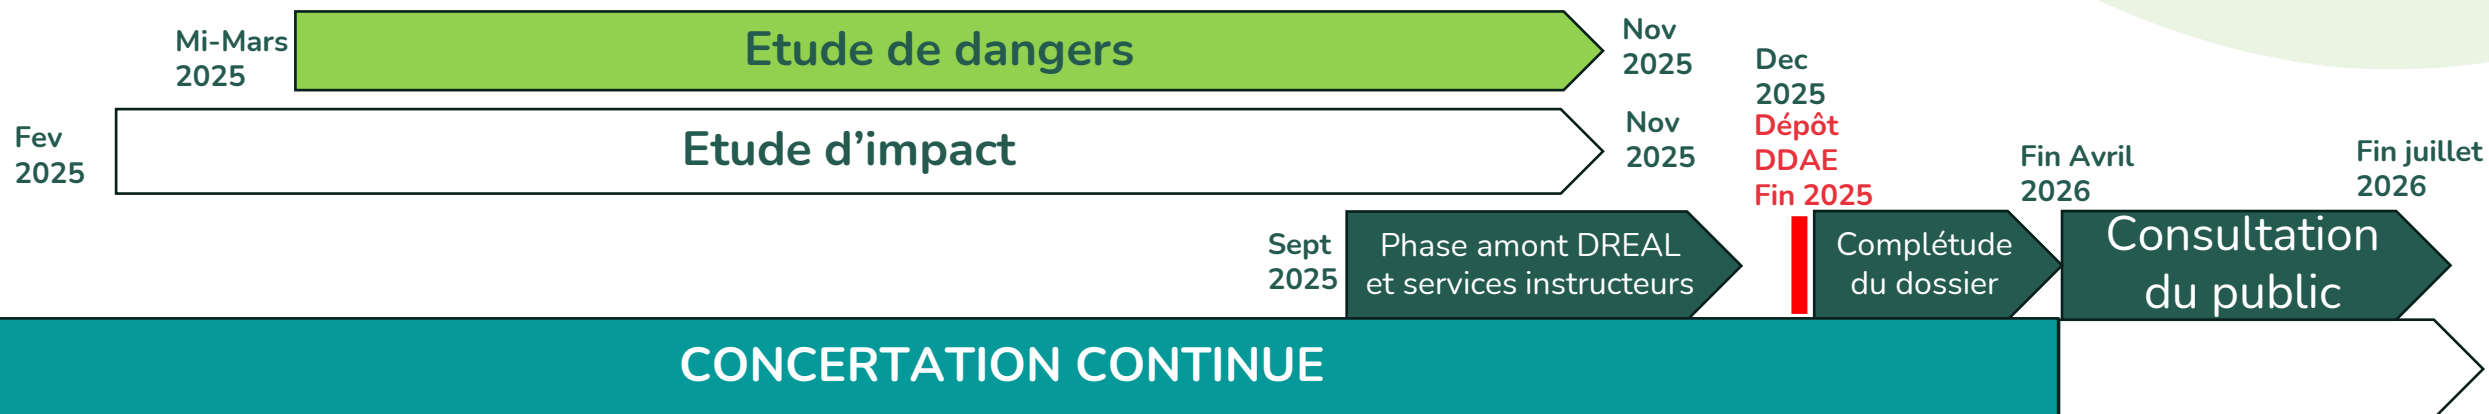 Mi-Mars
2025
Etude de dangers
Nov
2025
Fev
2025
Etude d’impact
Nov
2025
Dec
2025
Dépôt
DDAE
Fin 2025
Fin Avril
2026
Fin juillet
2026
Sept
2025
Phase amont DREAL
et services instructeurs
Complétude
du dossier
Consultation
du public
CONCERTATION CONTINUE